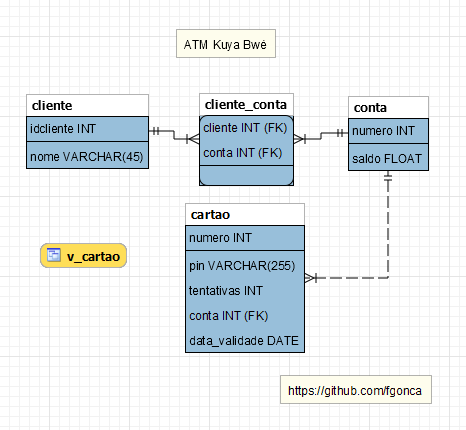 ATM Kuya Bwé
cliente
idcliente INT
nome VARCHAR(45)
cliente_conta
cliente INT (FK)
conta INT (FK)
conta
numero INT
saldo FLOAT
cartao
numero INT
pin VARCHAR(255)
tentativas INT
conta INT (FK)
data_validade DATE
v_cartao
https://github.com/fgonca